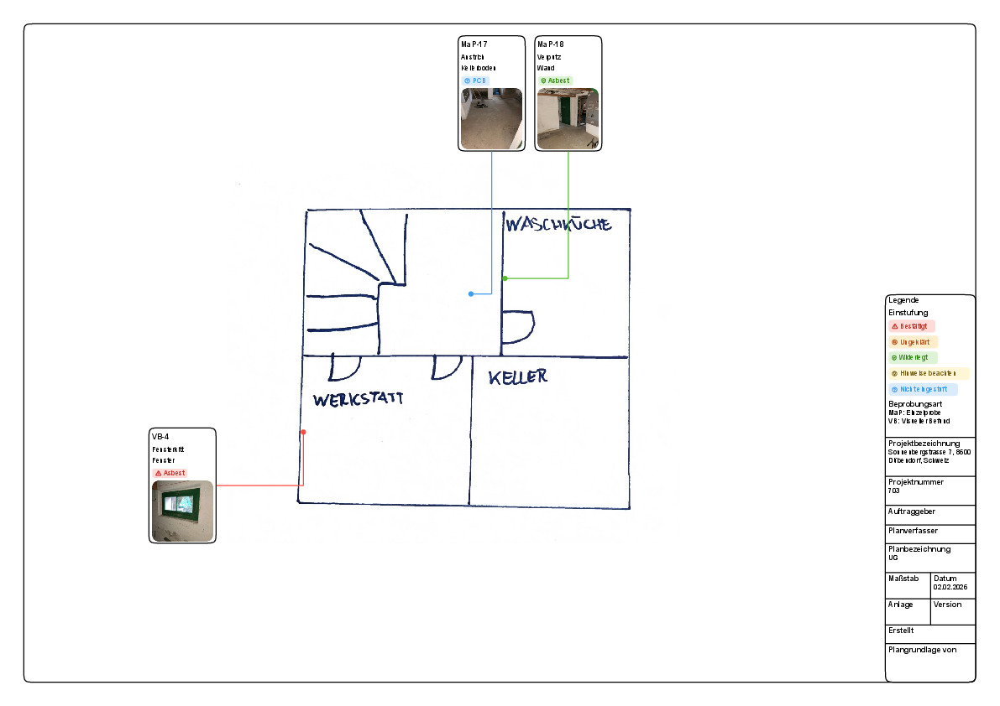 MaP-17
Anstrich
Kellerboden
PCB
MaP-18
Verputz
Wand
Asbest
WASCHKÜCHE
WERKSTATT
KELLER
VB-4
Fensterkitt
Fenster
Asbest
Legende
Einstufung
Bestätigt
Ungeklärt
Widerlegt
Hinweise beachten
Nicht eingestuft
Beprobungsart
MaP: Einzelprobe
VB: Visueller Befund
Projektbezeichnung
Sonnenbergstrasse 7, 8600
Dübendorf, Schweiz
Projektnummer
703
Auftraggeber
Planverfasser
Planbezeichnung
UG
Maßstab
Datum
02.02.2026
Anlage
Version
Erstellt
Plangrundlage von